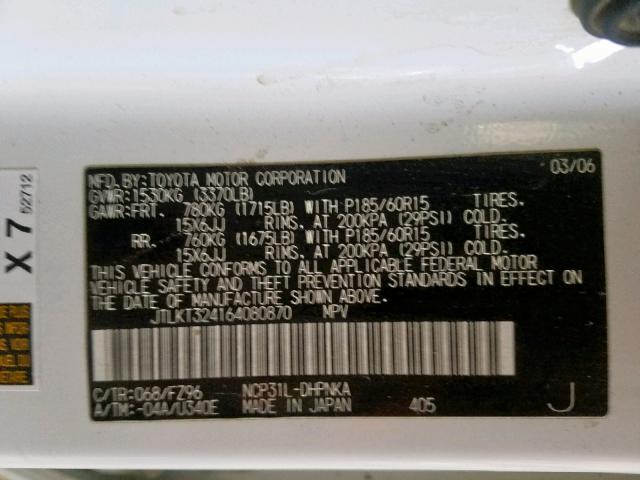 MFD. BY:TOYOTA MOTOR CORPORATION 03/06
GVWR:1530KG (3370LB)
GAWR:FRT. 780KG (1715LB) WITH P185/60R15 TIRES.
15X6JJ RIMS. AT 200KPA (29PSI) COLD.
RR. 760KG (1675LB) WITH P185/60R15 TIRES.
15X6JJ RIMS. AT 200KPA (29PSI) COLD.
THIS VEHICLE CONFORMS TO ALL APPLICABLE FEDERAL MOTOR
VEHICLE SAFETY AND THEFT PREVENTION STANDARDS IN EFFECT ON
THE DATE OF MANUFACTURE SHOWN ABOVE.
JTLKT324164080870 MPV
C/TR:068/FZ96 NCP31L-DHPNKA
A/TM:-04A/U340E MADE IN JAPAN 405 J
X 7
52712